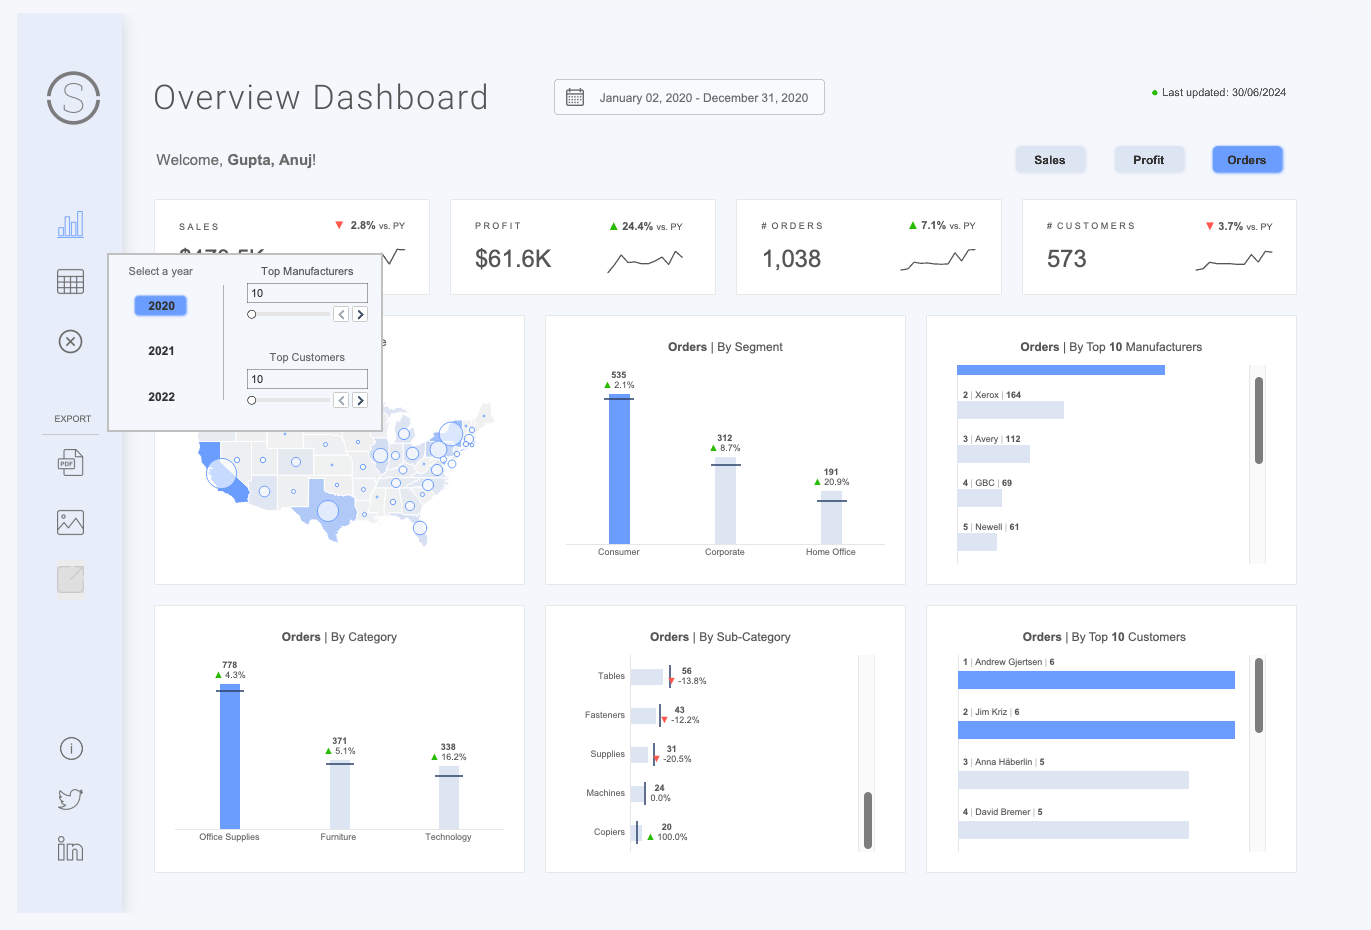 S
Overview Dashboard
January 02, 2020 - December 31, 2020
Last updated: 30/06/2024
Welcome, Gupta, Anuj!
Sales
Profit
Orders
SALES
▼ 2.8% vs. PY
PROFIT
▲ 24.4% vs. PY
$61.6K
# ORDERS
▲ 7.1% vs. PY
1,038
# CUSTOMERS
▼ 3.7% vs. PY
573
Select a year
2020
2021
2022
Top Manufacturers
10
Top Customers
10
EXPORT
PDF
Orders | By Segment
535
▲ 2.1%
312
▲ 8.7%
191
▲ 20.9%
Consumer
Corporate
Home Office
Orders | By Top 10 Manufacturers
2 | Xerox | 164
3 | Avery | 112
4 | GBC | 69
5 | Newell | 61
Orders | By Category
778
▲ 4.3%
371
▲ 5.1%
338
▲ 16.2%
Office Supplies
Furniture
Technology
Orders | By Sub-Category
Tables
56
▼ -13.8%
Fasteners
43
▼ -12.2%
Supplies
31
▼ -20.5%
Machines
24
0.0%
Copiers
20
▲ 100.0%
Orders | By Top 10 Customers
1 | Andrew Gjertsen | 6
2 | Jim Kriz | 6
3 | Anna Häberlin | 5
4 | David Bremer | 5
i
in